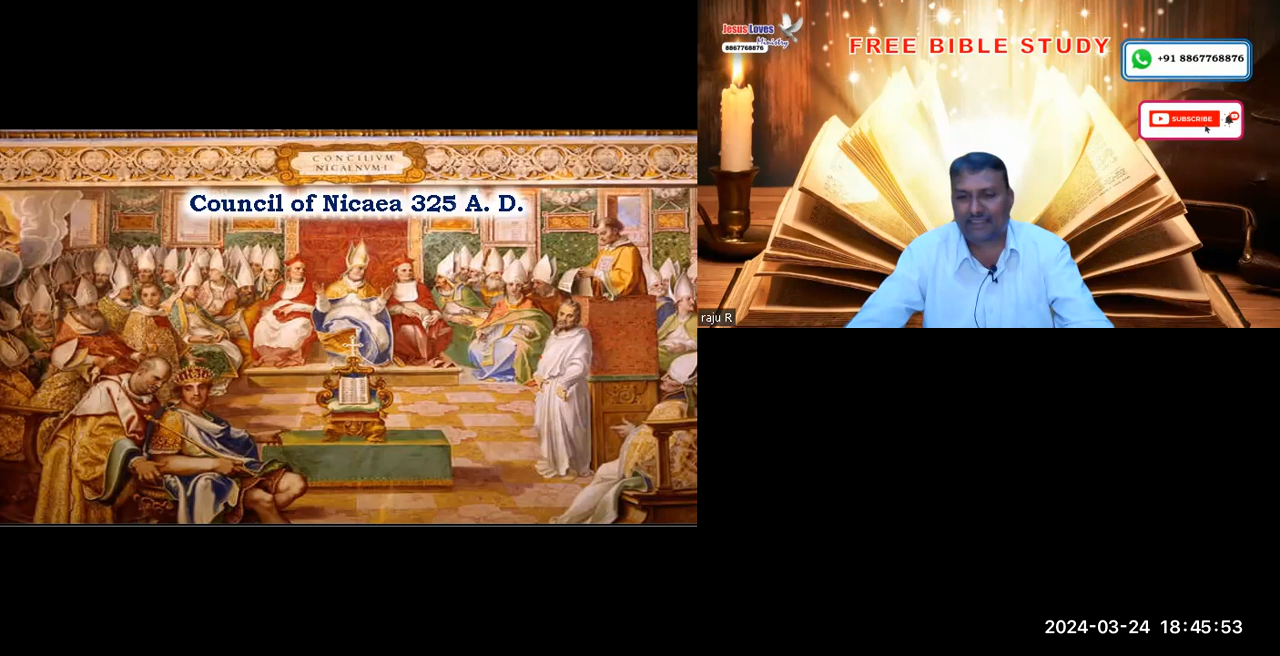 CONCILIVM
NICAENVM·I
Council of Nicaea 325 A. D.
Jesus Loves
Ministry
8867768876
FREE BIBLE STUDY
+91 8867768876
SUBSCRIBE
raju R
2024-03-24 18:45:53